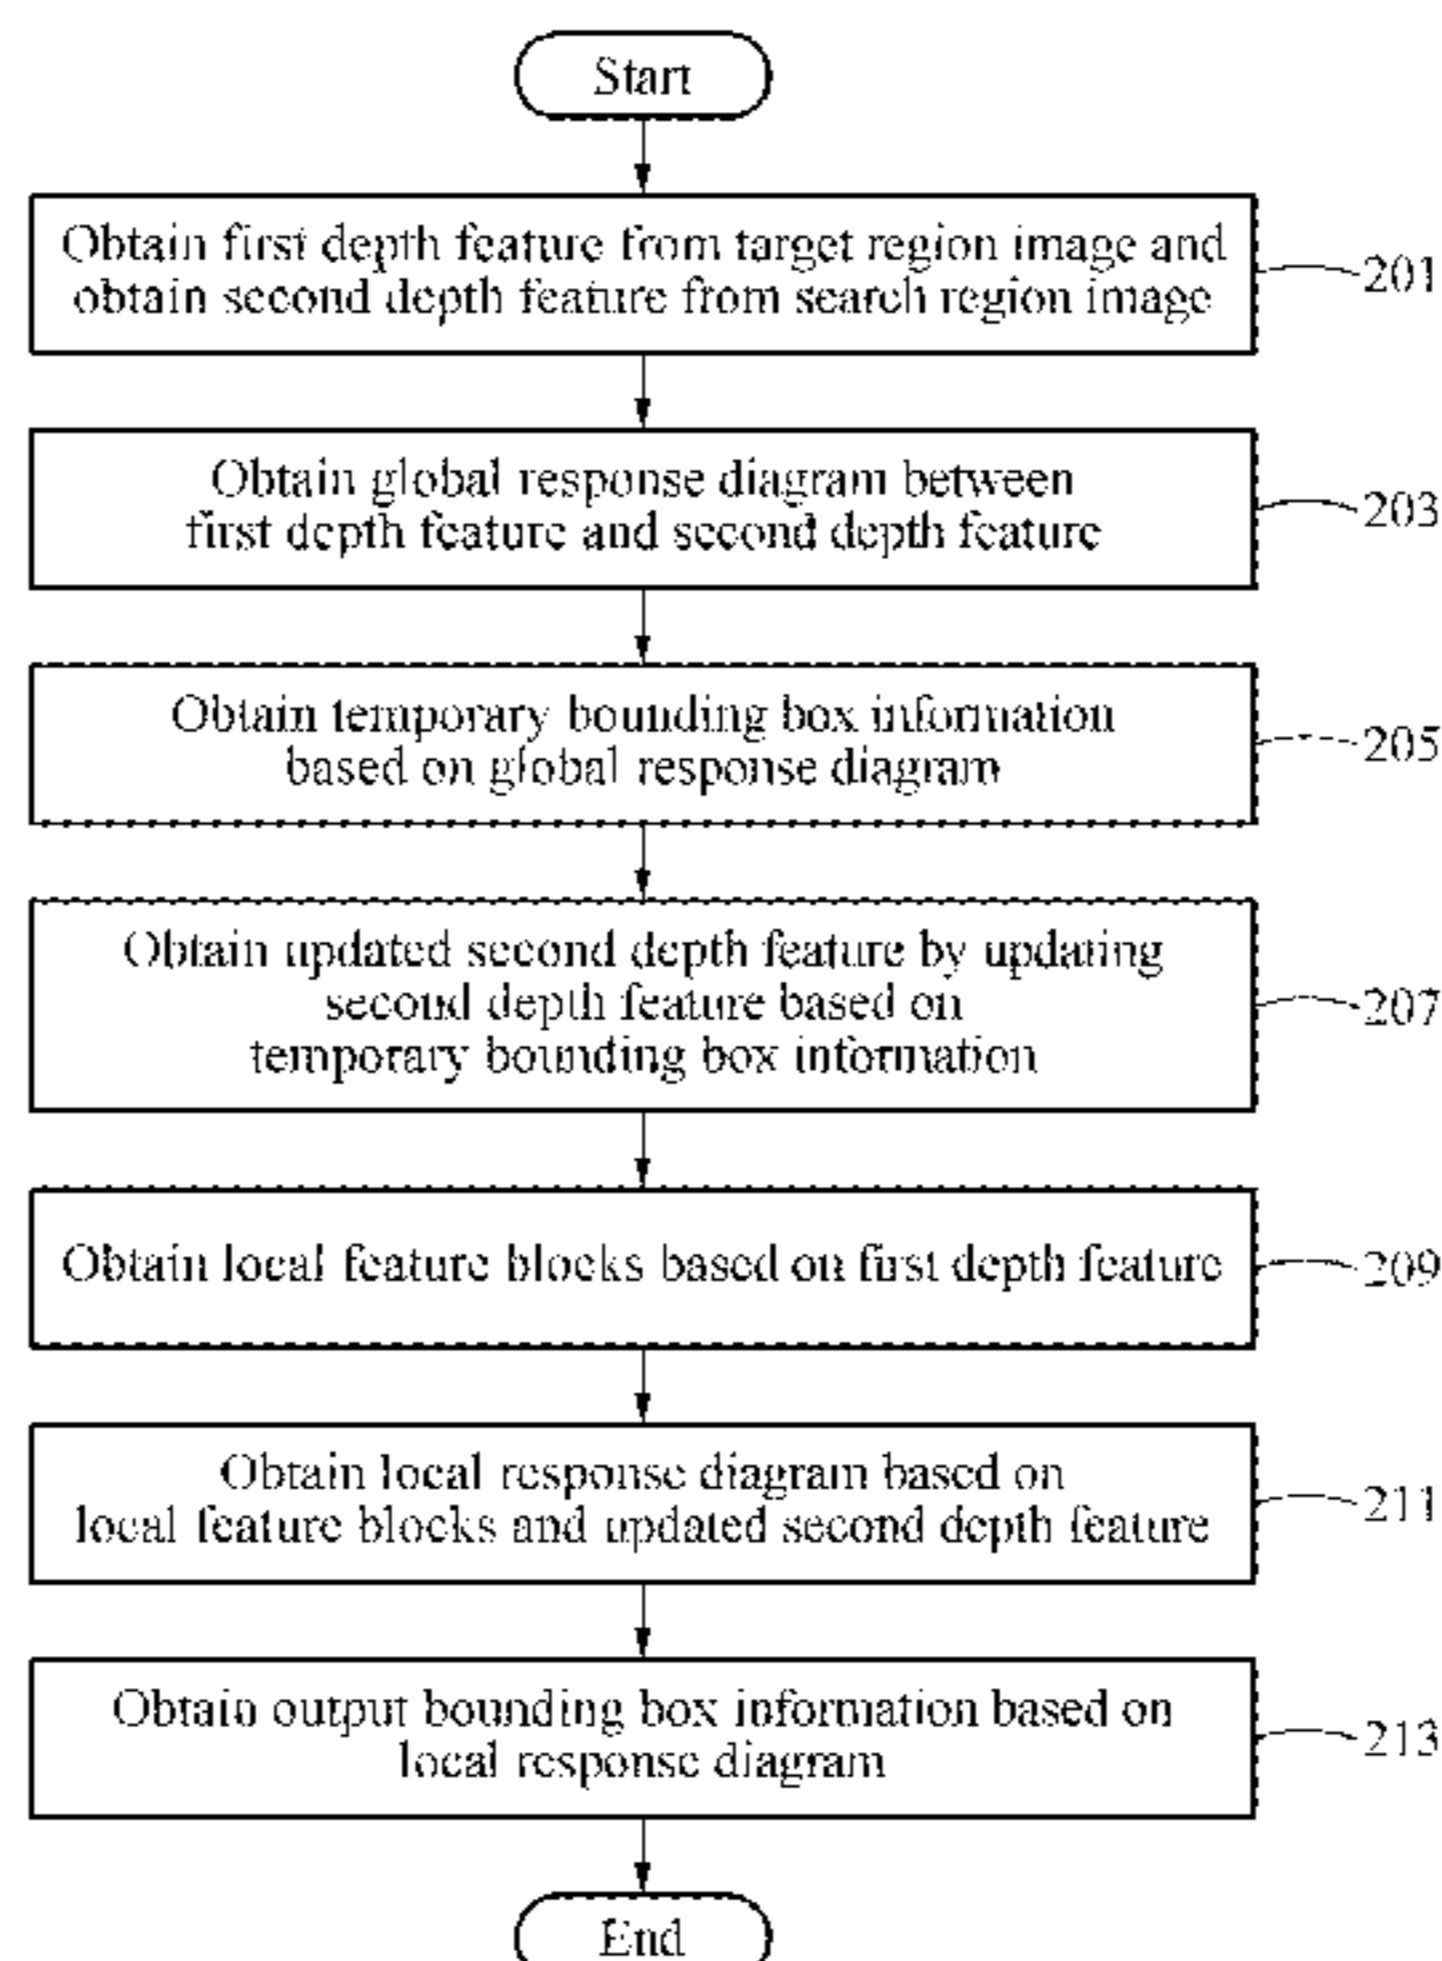 Start
Obtain first depth feature from target region image and
obtain second depth feature from search region image
201
Obtain global response diagram between
first depth feature and second depth feature
203
Obtain temporary bounding box information
based on global response diagram
205
Obtain updated second depth feature by updating
second depth feature based on
temporary bounding box information
207
Obtain local feature blocks based on first depth feature
209
Obtain local response diagram based on
local feature blocks and updated second depth feature
211
Obtain output bounding box information based on
local response diagram
213
End